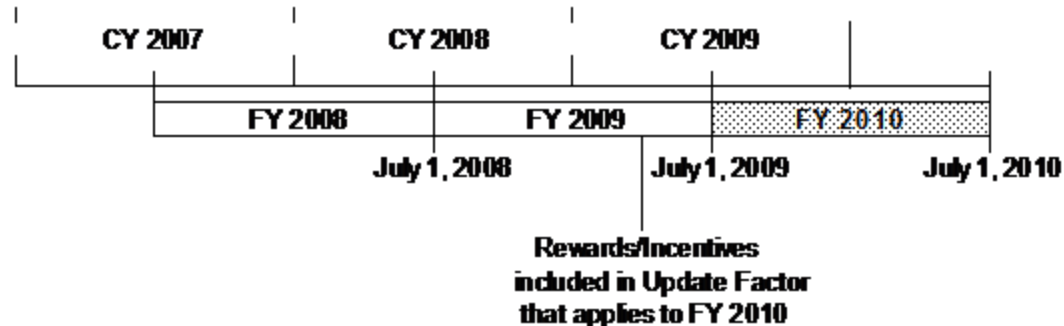 CY 2007 CY 2008 CY 2009
FY 2008 FY 2009 FY 2010
July 1, 2008 July 1, 2009 July 1, 2010
Rewards/Incentives
included in Update Factor
that applies to FY 2010